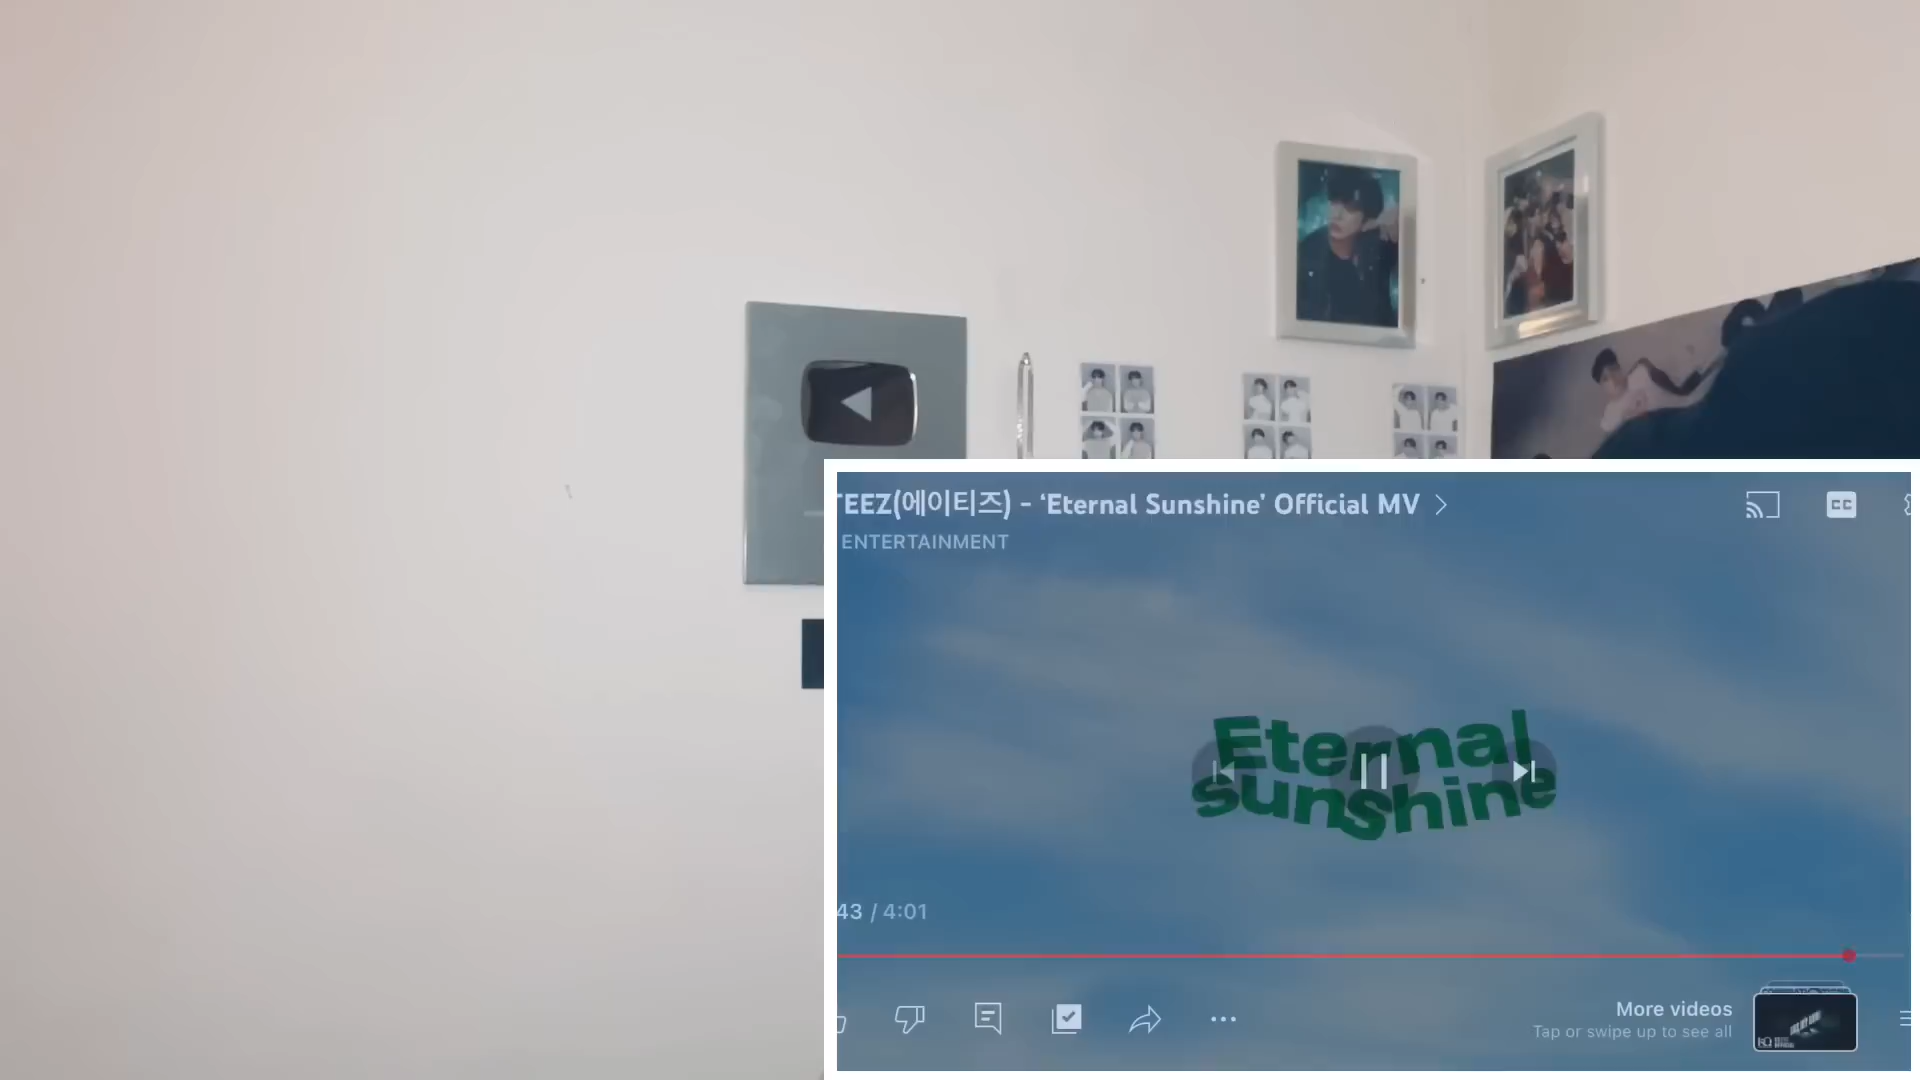 TEEZ(에이티즈) - ‘Eternal Sunshine’ Official MV
ENTERTAINMENT
Eternal
sunshine
43 / 4:01
More videos
Tap or swipe up to see all